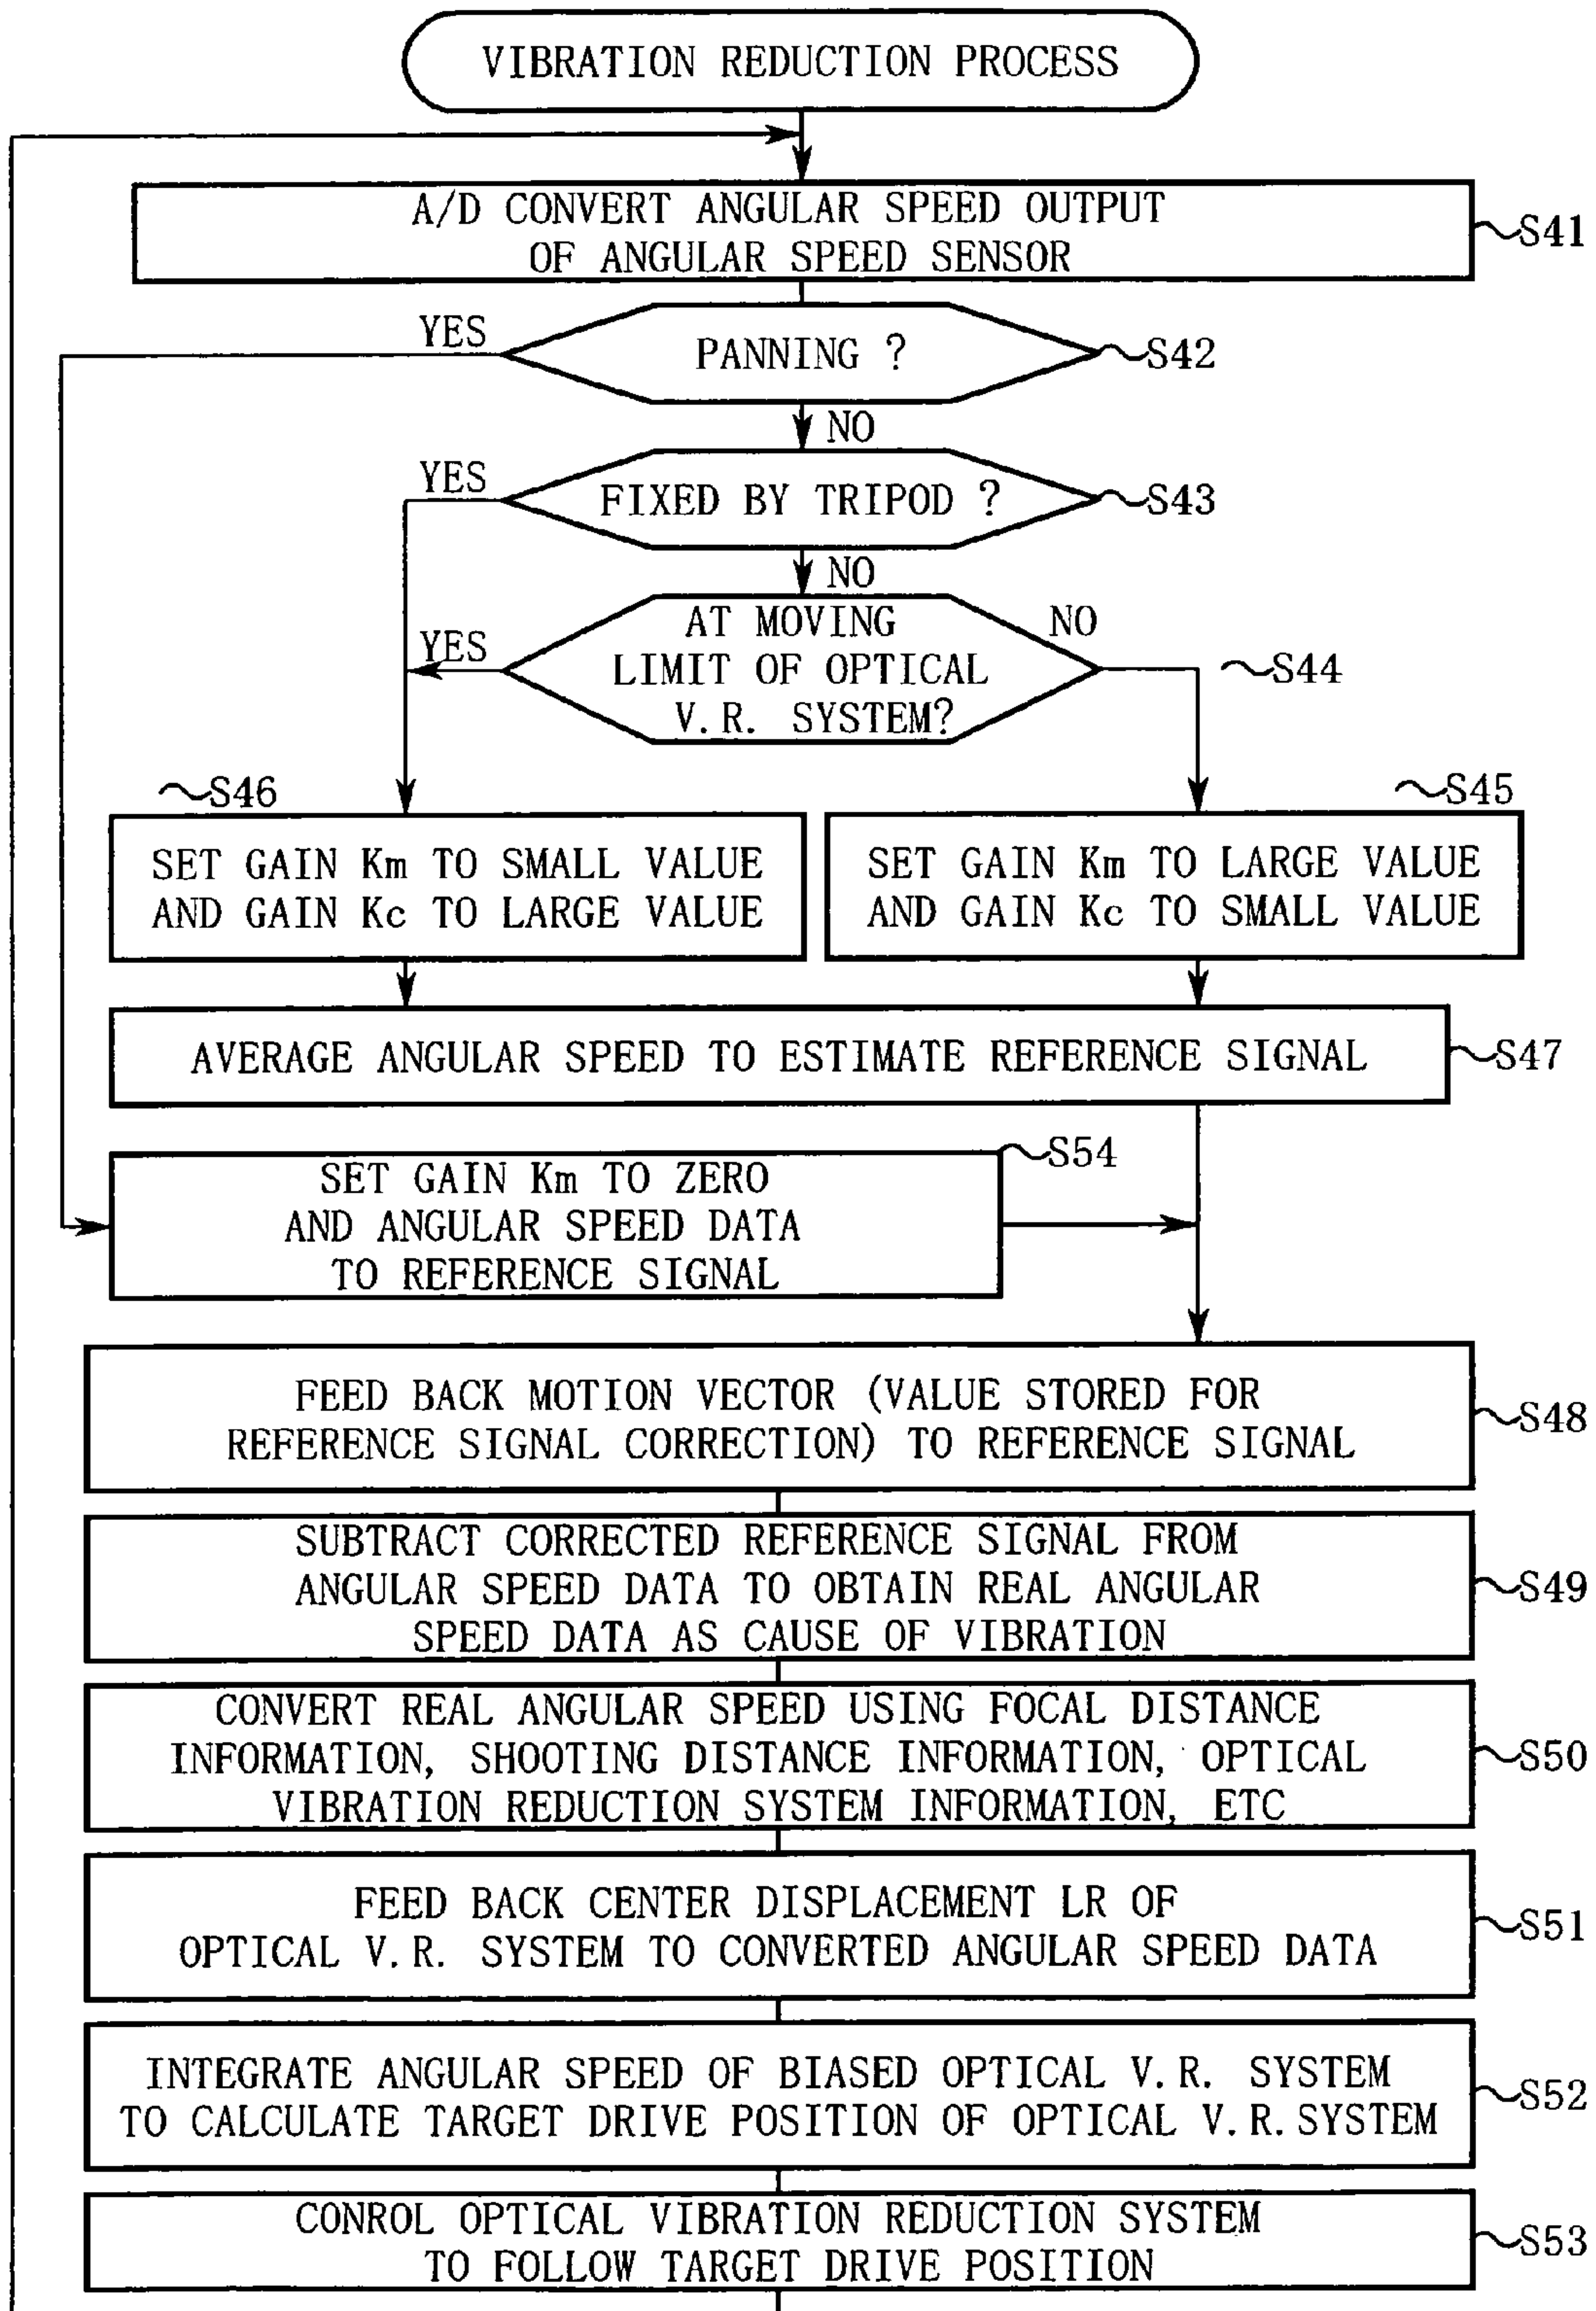 VIBRATION REDUCTION PROCESS
A/D CONVERT ANGULAR SPEED OUTPUT
OF ANGULAR SPEED SENSOR
S41
YES
PANNING ?
S42
NO
YES
FIXED BY TRIPOD ?
S43
NO
YES
AT MOVING
LIMIT OF OPTICAL
V.R. SYSTEM?
NO
S44
S46
SET GAIN Km TO SMALL VALUE
AND GAIN Kc TO LARGE VALUE
S45
SET GAIN Km TO LARGE VALUE
AND GAIN Kc TO SMALL VALUE
AVERAGE ANGULAR SPEED TO ESTIMATE REFERENCE SIGNAL
S47
S54
SET GAIN Km TO ZERO
AND ANGULAR SPEED DATA
TO REFERENCE SIGNAL
FEED BACK MOTION VECTOR (VALUE STORED FOR
REFERENCE SIGNAL CORRECTION) TO REFERENCE SIGNAL
S48
SUBTRACT CORRECTED REFERENCE SIGNAL FROM
ANGULAR SPEED DATA TO OBTAIN REAL ANGULAR
SPEED DATA AS CAUSE OF VIBRATION
S49
CONVERT REAL ANGULAR SPEED USING FOCAL DISTANCE
INFORMATION, SHOOTING DISTANCE INFORMATION, OPTICAL
VIBRATION REDUCTION SYSTEM INFORMATION, ETC
S50
FEED BACK CENTER DISPLACEMENT LR OF
OPTICAL V.R. SYSTEM TO CONVERTED ANGULAR SPEED DATA
S51
INTEGRATE ANGULAR SPEED OF BIASED OPTICAL V.R. SYSTEM
TO CALCULATE TARGET DRIVE POSITION OF OPTICAL V.R.SYSTEM
S52
CONROL OPTICAL VIBRATION REDUCTION SYSTEM
TO FOLLOW TARGET DRIVE POSITION
S53